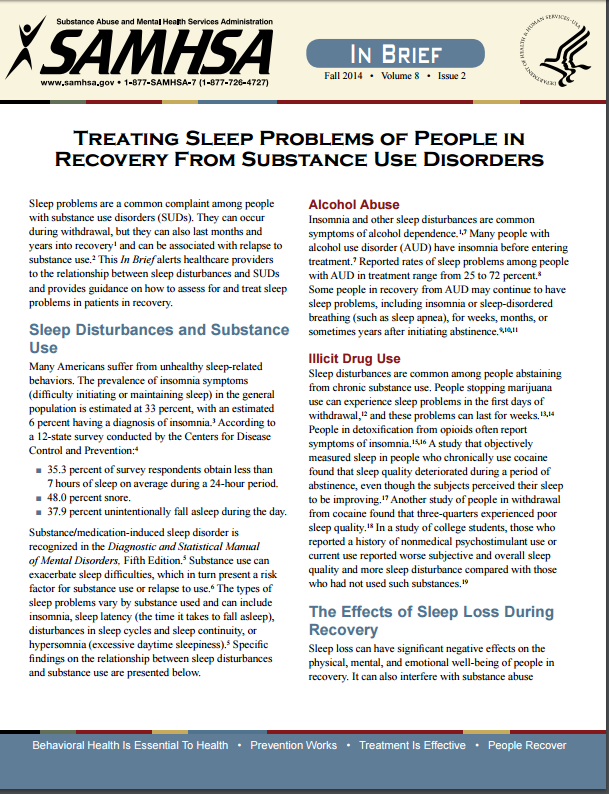 Substance Abuse and Mental Health Services Administration
SAMHSA
www.samhsa.gov • 1-877-SAMHSA-7 (1-877-726-4727)
IN BRIEF
Fall 2014 • Volume 8 • Issue 2
DEPARTMENT OF HEALTH & HUMAN SERVICES · USA
TREATING SLEEP PROBLEMS OF PEOPLE IN
RECOVERY FROM SUBSTANCE USE DISORDERS
Sleep problems are a common complaint among people
with substance use disorders (SUDs). They can occur
during withdrawal, but they can also last months and
years into recovery¹ and can be associated with relapse to
substance use.² This In Brief alerts healthcare providers
to the relationship between sleep disturbances and SUDs
and provides guidance on how to assess for and treat sleep
problems in patients in recovery.
Sleep Disturbances and Substance
Use
Many Americans suffer from unhealthy sleep-related
behaviors. The prevalence of insomnia symptoms
(difficulty initiating or maintaining sleep) in the general
population is estimated at 33 percent, with an estimated
6 percent having a diagnosis of insomnia.³ According to
a 12-state survey conducted by the Centers for Disease
Control and Prevention:⁴
■ 35.3 percent of survey respondents obtain less than
7 hours of sleep on average during a 24-hour period.
■ 48.0 percent snore.
■ 37.9 percent unintentionally fall asleep during the day.
Substance/medication-induced sleep disorder is
recognized in the Diagnostic and Statistical Manual
of Mental Disorders, Fifth Edition.⁵ Substance use can
exacerbate sleep difficulties, which in turn present a risk
factor for substance use or relapse to use.⁶ The types of
sleep problems vary by substance used and can include
insomnia, sleep latency (the time it takes to fall asleep),
disturbances in sleep cycles and sleep continuity, or
hypersomnia (excessive daytime sleepiness).⁵ Specific
findings on the relationship between sleep disturbances
and substance use are presented below.
Alcohol Abuse
Insomnia and other sleep disturbances are common
symptoms of alcohol dependence.¹,⁷ Many people with
alcohol use disorder (AUD) have insomnia before entering
treatment.⁷ Reported rates of sleep problems among people
with AUD in treatment range from 25 to 72 percent.⁸
Some people in recovery from AUD may continue to have
sleep problems, including insomnia or sleep-disordered
breathing (such as sleep apnea), for weeks, months, or
sometimes years after initiating abstinence.⁹,¹⁰,¹¹
Illicit Drug Use
Sleep disturbances are common among people abstaining
from chronic substance use. People stopping marijuana
use can experience sleep problems in the first days of
withdrawal,¹² and these problems can last for weeks.¹³,¹⁴
People in detoxification from opioids often report
symptoms of insomnia.¹⁵,¹⁶ A study that objectively
measured sleep in people who chronically use cocaine
found that sleep quality deteriorated during a period of
abstinence, even though the subjects perceived their sleep
to be improving.¹⁷ Another study of people in withdrawal
from cocaine found that three-quarters experienced poor
sleep quality.¹⁸ In a study of college students, those who
reported a history of nonmedical psychostimulant use or
current use reported worse subjective and overall sleep
quality and more sleep disturbance compared with those
who had not used such substances.¹⁹
The Effects of Sleep Loss During
Recovery
Sleep loss can have significant negative effects on the
physical, mental, and emotional well-being of people in
recovery. It can also interfere with substance abuse
Behavioral Health Is Essential To Health • Prevention Works • Treatment Is Effective • People Recover